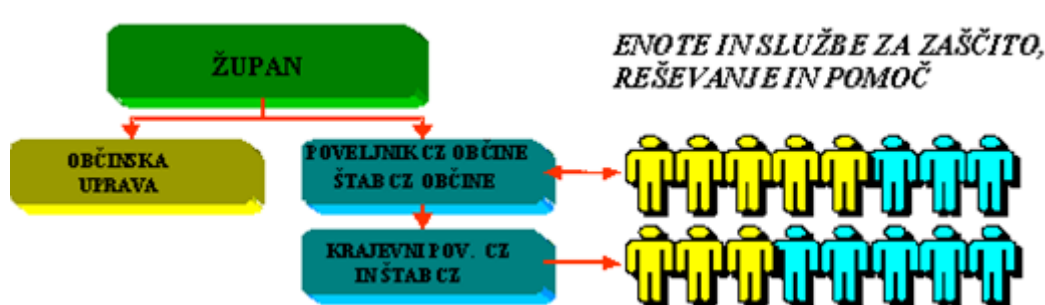 ŽUPAN
ENOTE IN SLUŽBE ZA ZAŠČITO,
REŠEVANJE IN POMOČ
OBČINSKA
UPRAVA
POVELJNIK CZ OBČINE
ŠTAB CZ OBČINE
KRAJEVNI POV. CZ
IN ŠTAB CZ